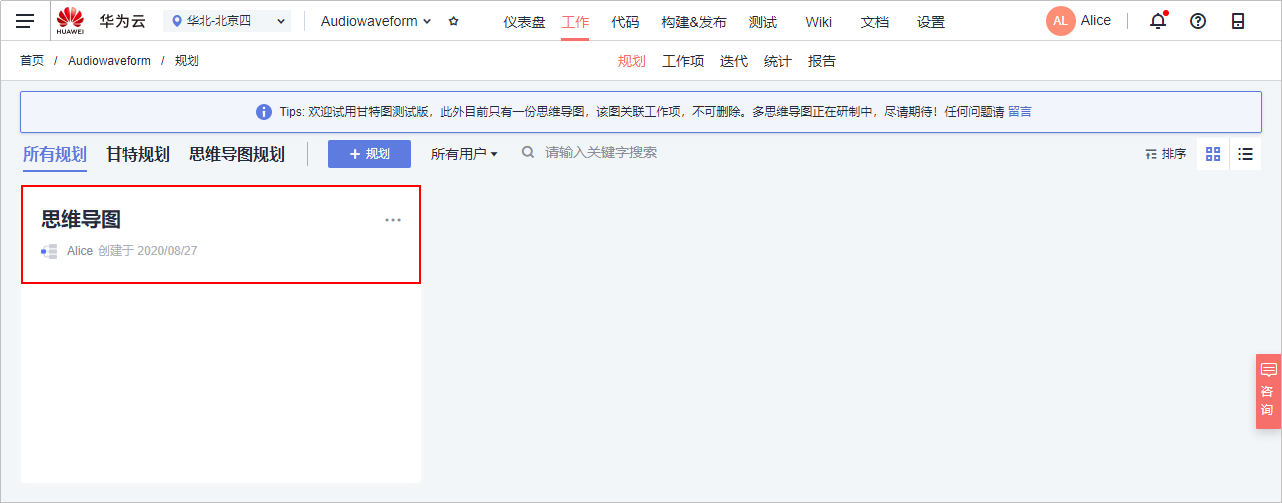 HUAWEI 华为云 华北-北京四 Audiowaveform 仪表盘 工作 代码 构建&发布 测试 Wiki 文档 设置 AL Alice
首页 / Audiowaveform / 规划 规划 工作项 迭代 统计 报告
Tips: 欢迎试用甘特图测试版，此外目前只有一份思维导图，该图关联工作项，不可删除。多思维导图正在研制中，尽请期待！任何问题请 留言
所有规划 甘特规划 思维导图规划 + 规划 所有用户 请输入关键字搜索 排序
思维导图 ...
Alice 创建于 2020/08/27
咨
询